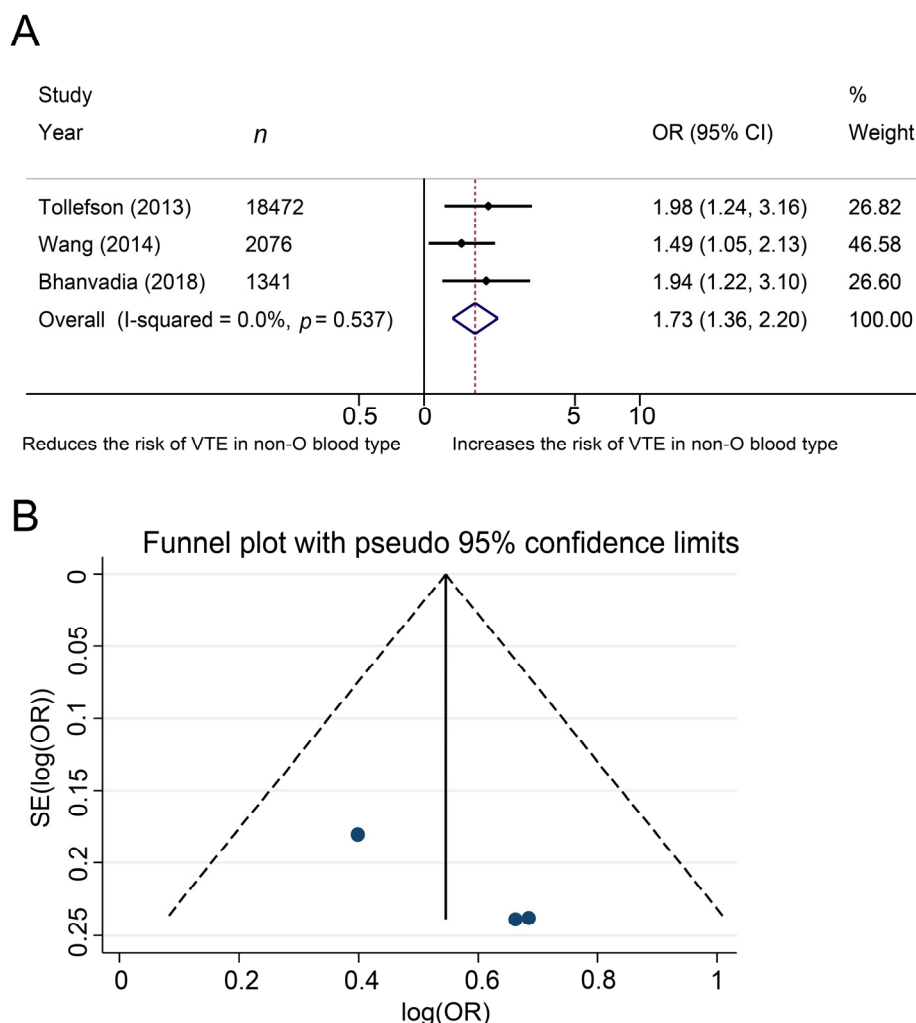 A
Study %
Year n OR (95% CI) Weight
Tollefson (2013) 18472 1.98 (1.24, 3.16) 26.82
Wang (2014) 2076 1.49 (1.05, 2.13) 46.58
Bhanvadia (2018) 1341 1.94 (1.22, 3.10) 26.60
Overall (I-squared = 0.0%, p = 0.537) 1.73 (1.36, 2.20) 100.00
0.5 0 5 10
Reduces the risk of VTE in non-O blood type Increases the risk of VTE in non-O blood type
B
Funnel plot with pseudo 95% confidence limits
SE(log(OR))
0
0.05
0.1
0.15
0.2
0.25
0 0.2 0.4 0.6 0.8 1
log(OR)